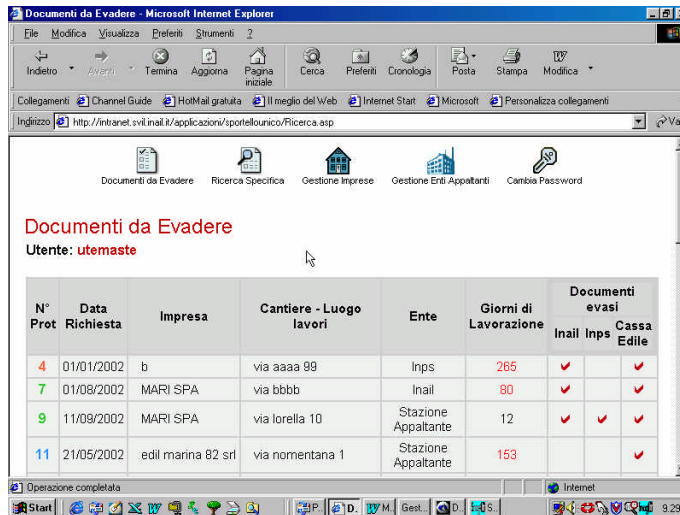 Documenti da Evadere - Microsoft Internet Explorer
File Modifica Visualizza Preferiti Strumenti ?
Indietro Avanti Termina Aggiorna Pagina iniziale Cerca Preferiti Cronologia Posta Stampa Modifica
Collegamenti Channel Guide HotMail gratuita Il meglio del Web Internet Start Microsoft Personalizza collegamenti
Indirizzo http://intranet.svil.inail.it/applicazioni/sportellounico/Ricerca.asp Va
Documenti da Evadere Ricerca Specifica Gestione Imprese Gestione Enti Appaltanti Cambia Password
Documenti da Evadere
Utente: utemaste
N° Prot Data Richiesta Impresa Cantiere - Luogo lavori Ente Giorni di Lavorazione Documenti evasi
Inail Inps Cassa Edile
4 01/01/2002 b via aaaa 99 Inps 265
7 01/08/2002 MARI SPA via bbbb Inail 80
9 11/09/2002 MARI SPA via lorella 10 Stazione Appaltante 12
11 21/05/2002 edil marina 82 srl via nomentana 1 Stazione Appaltante 153
Operazione completata Internet
Start P... D... M... Gest... D... S... 9.29